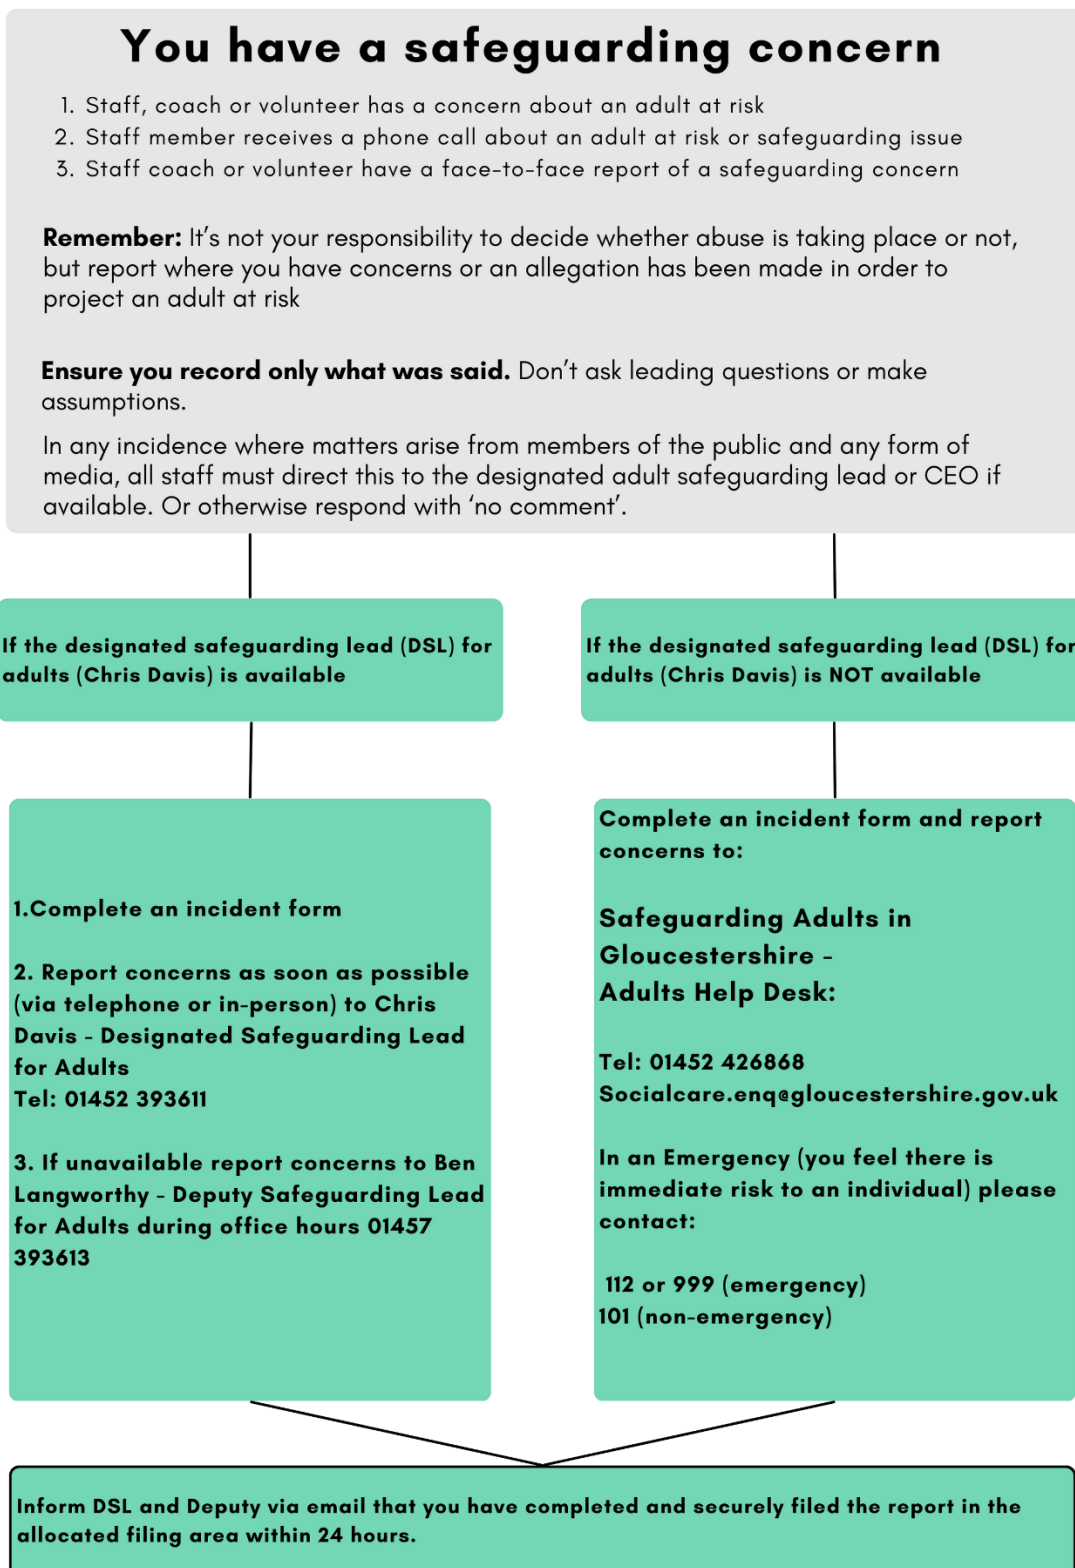 You have a safeguarding concern
1. Staff, coach or volunteer has a concern about an adult at risk
2. Staff member receives a phone call about an adult at risk or safeguarding issue
3. Staff coach or volunteer have a face-to-face report of a safeguarding concern
Remember: It's not your responsibility to decide whether abuse is taking place or not,
but report where you have concerns or an allegation has been made in order to
project an adult at risk
Ensure you record only what was said. Don't ask leading questions or make
assumptions.
In any incidence where matters arise from members of the public and any form of
media, all staff must direct this to the designated adult safeguarding lead or CEO if
available. Or otherwise respond with 'no comment'.
If the designated safeguarding lead (DSL) for
adults (Chris Davis) is available
If the designated safeguarding lead (DSL) for
adults (Chris Davis) is NOT available
1.Complete an incident form
2. Report concerns as soon as possible
(via telephone or in-person) to Chris
Davis - Designated Safeguarding Lead
for Adults
Tel: 01452 393611
3. If unavailable report concerns to Ben
Langworthy - Deputy Safeguarding Lead
for Adults during office hours 01457
393613
Complete an incident form and report
concerns to:
Safeguarding Adults in
Gloucestershire -
Adults Help Desk:
Tel: 01452 426868
Socialcare.enq@gloucestershire.gov.uk
In an Emergency (you feel there is
immediate risk to an individual) please
contact:
112 or 999 (emergency)
101 (non-emergency)
Inform DSL and Deputy via email that you have completed and securely filed the report in the
allocated filing area within 24 hours.